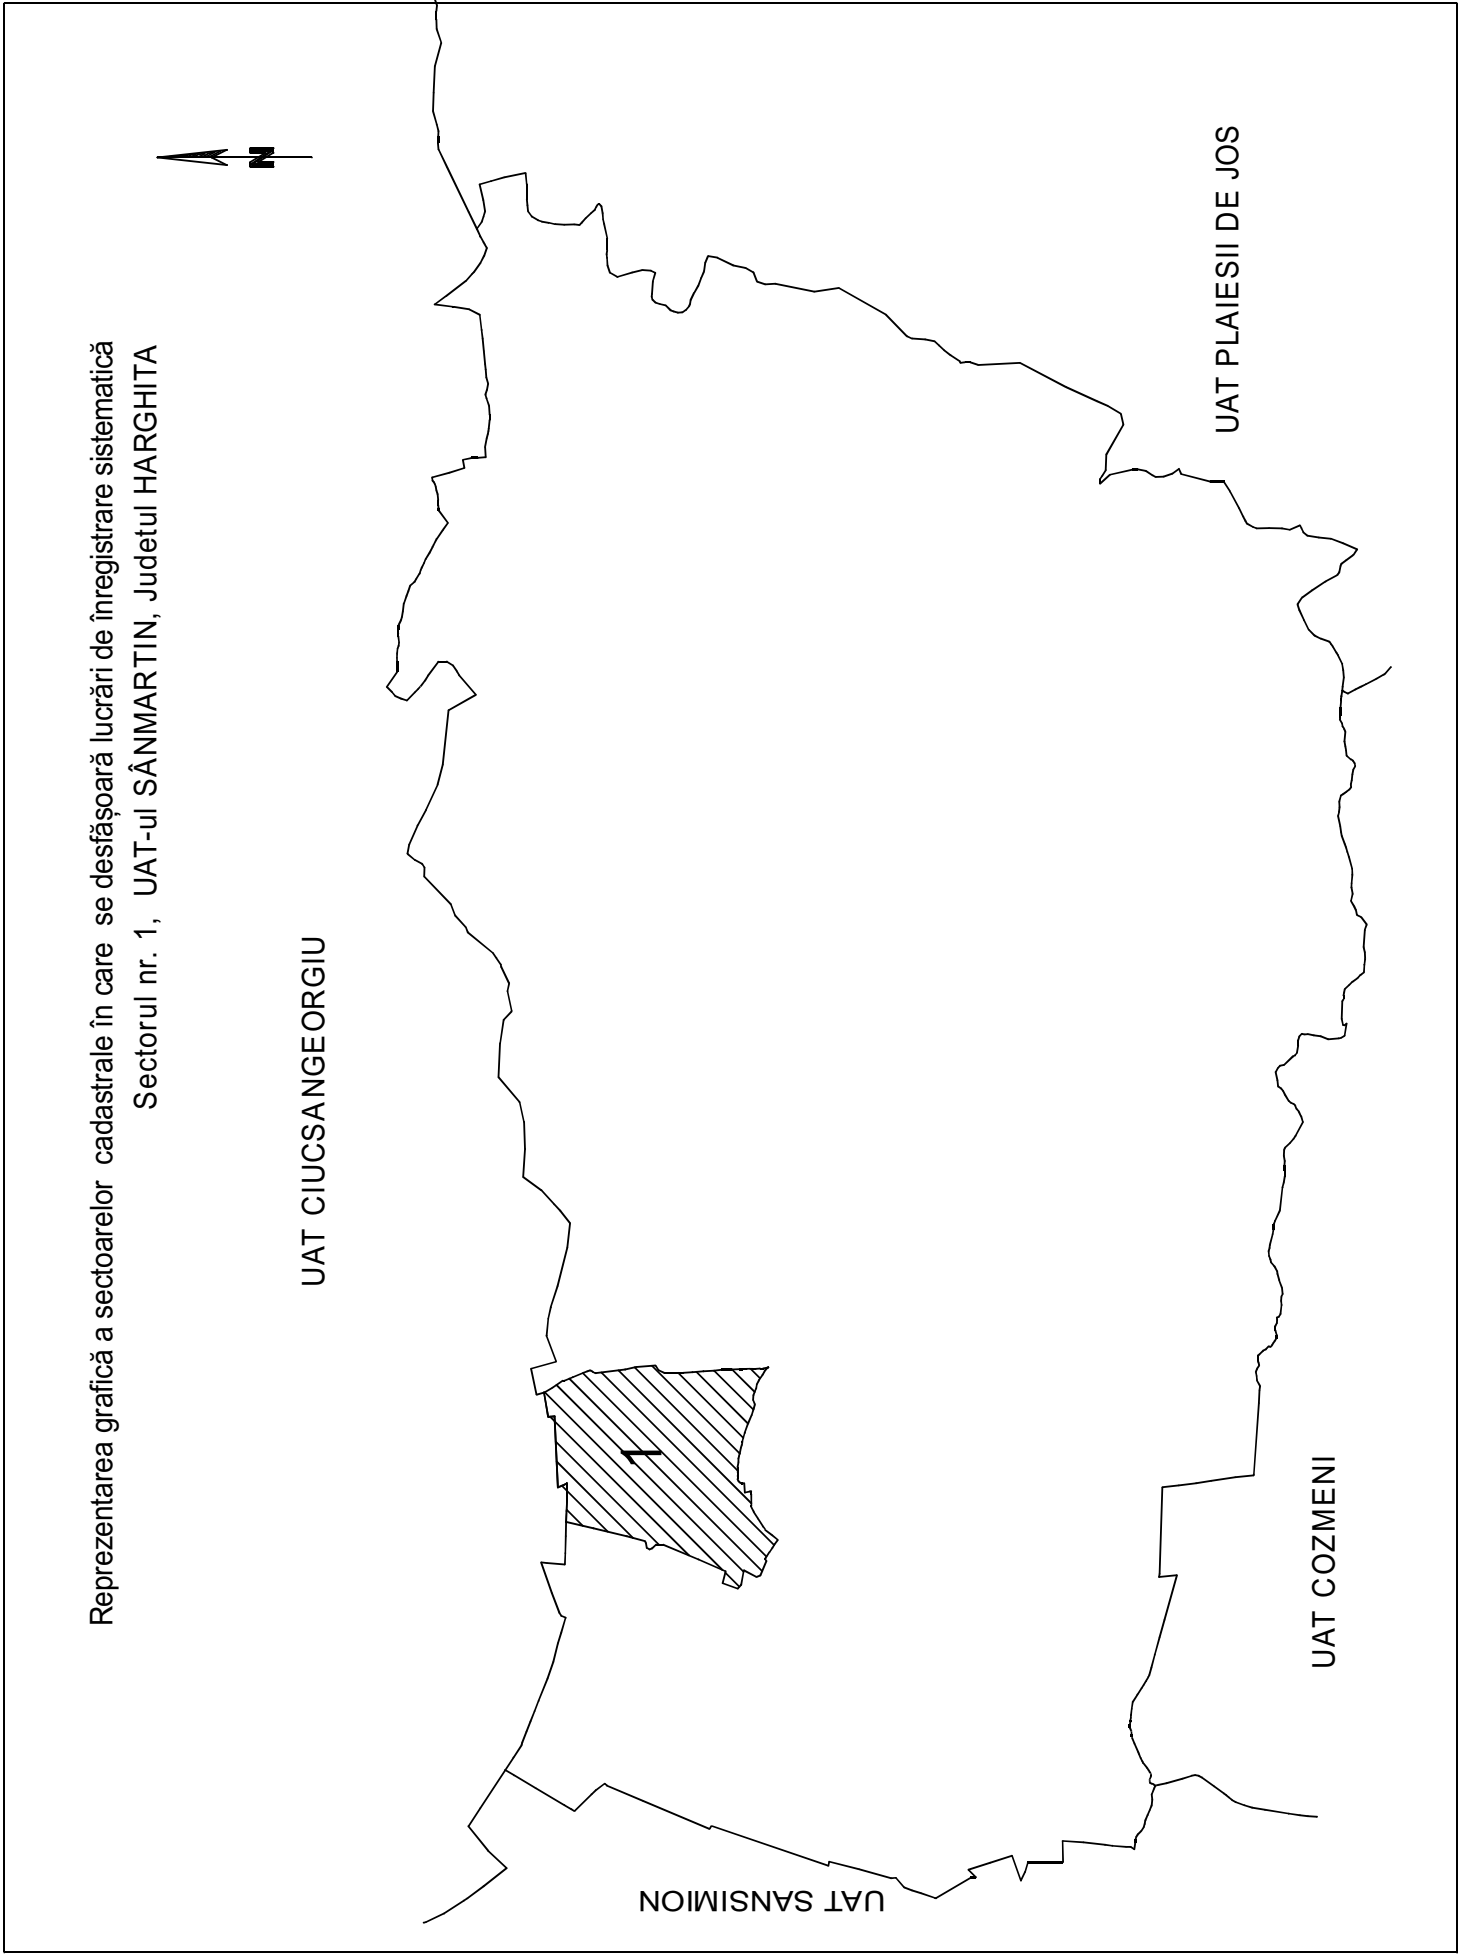 Reprezentarea grafică a sectoarelor cadastrale în care se desfășoară lucrări de înregistrare sistematică
Sectorul nr. 1, UAT-ul SÂNMARTIN, Judetul HARGHITA
N
UAT CIUCSANGEORGIU
UAT PLAIESII DE JOS
1
UAT SANSIMION
UAT COZMENI